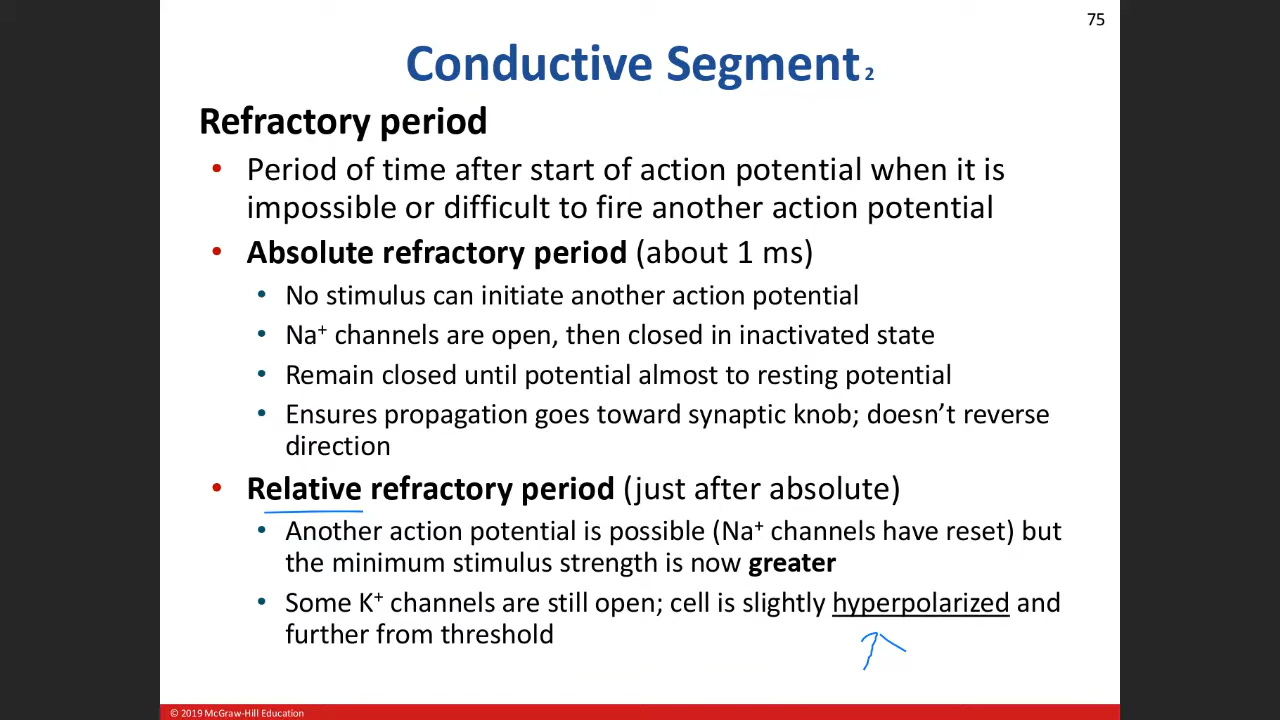 75
Conductive Segment 2
Refractory period
• Period of time after start of action potential when it is
impossible or difficult to fire another action potential
• Absolute refractory period (about 1 ms)
• No stimulus can initiate another action potential
• Na⁺ channels are open, then closed in inactivated state
• Remain closed until potential almost to resting potential
• Ensures propagation goes toward synaptic knob; doesn’t reverse
direction
• Relative refractory period (just after absolute)
• Another action potential is possible (Na⁺ channels have reset) but
the minimum stimulus strength is now greater
• Some K⁺ channels are still open; cell is slightly hyperpolarized and
further from threshold
© 2019 McGraw-Hill Education